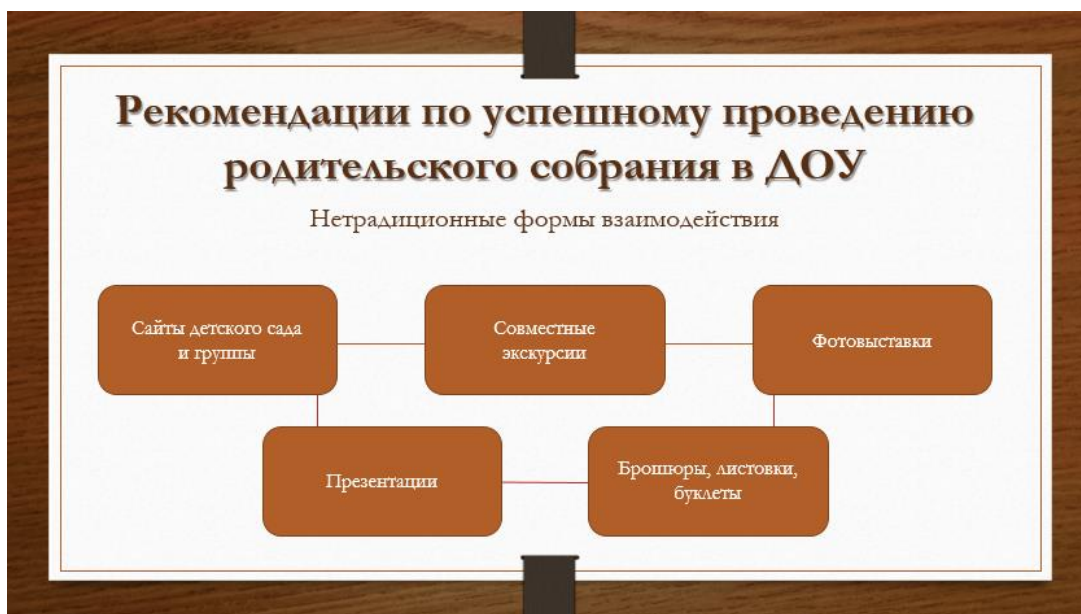 Рекомендации по успешному проведению
родительского собрания в ДОУ
Нетрадиционные формы взаимодействия
Сайты детского сада
и группы
Совместные
экскурсии
Фотовыставки
Презентации
Брошюры, листовки,
буклеты